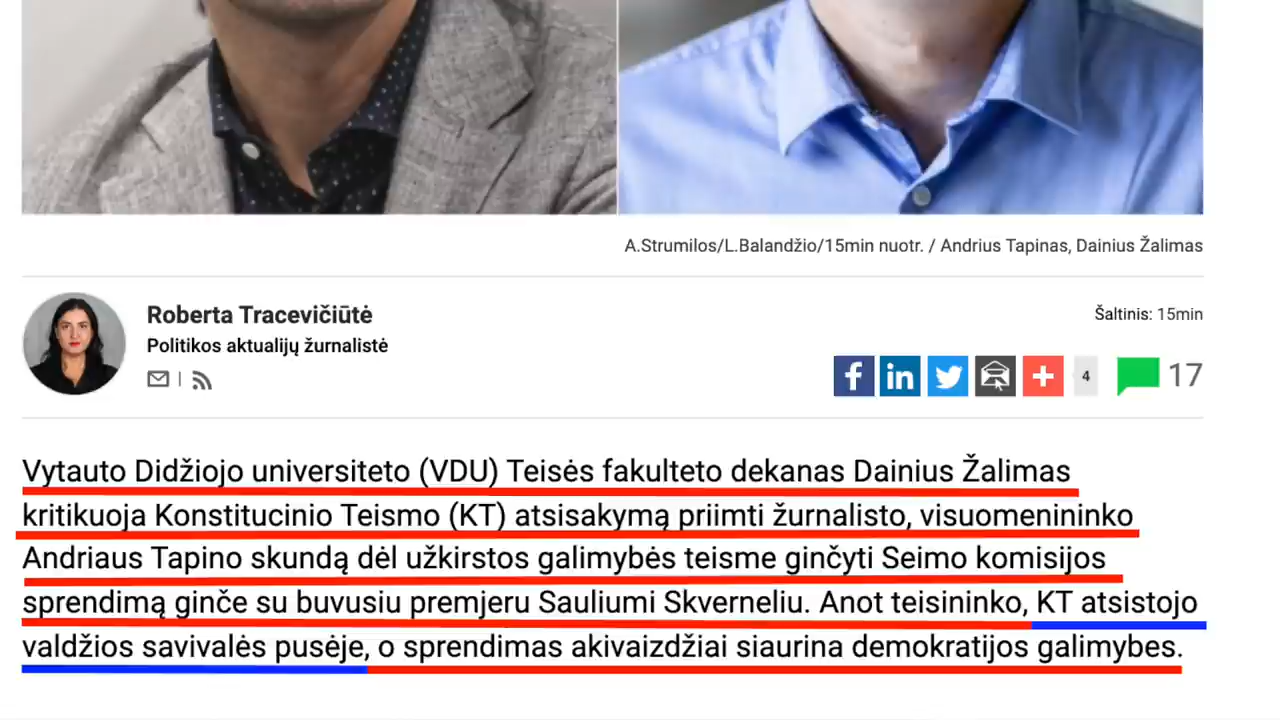 A.Strumilos/L.Balandžio/15min nuotr. / Andrius Tapinas, Dainius Žalimas
Roberta Tracevičiūtė
Šaltinis: 15min
Politikos aktualijų žurnalistė
4
17
Vytauto Didžiojo universiteto (VDU) Teisės fakulteto dekanas Dainius Žalimas
kritikuoja Konstitucinio Teismo (KT) atsisakymą priimti žurnalisto, visuomenininko
Andriaus Tapino skundą dėl užkirstos galimybės teisme ginčyti Seimo komisijos
sprendimą ginče su buvusiu premjeru Sauliumi Skverneliu. Anot teisininko, KT atsistojo
valdžios savivalės pusėje, o sprendimas akivaizdžiai siaurina demokratijos galimybes.